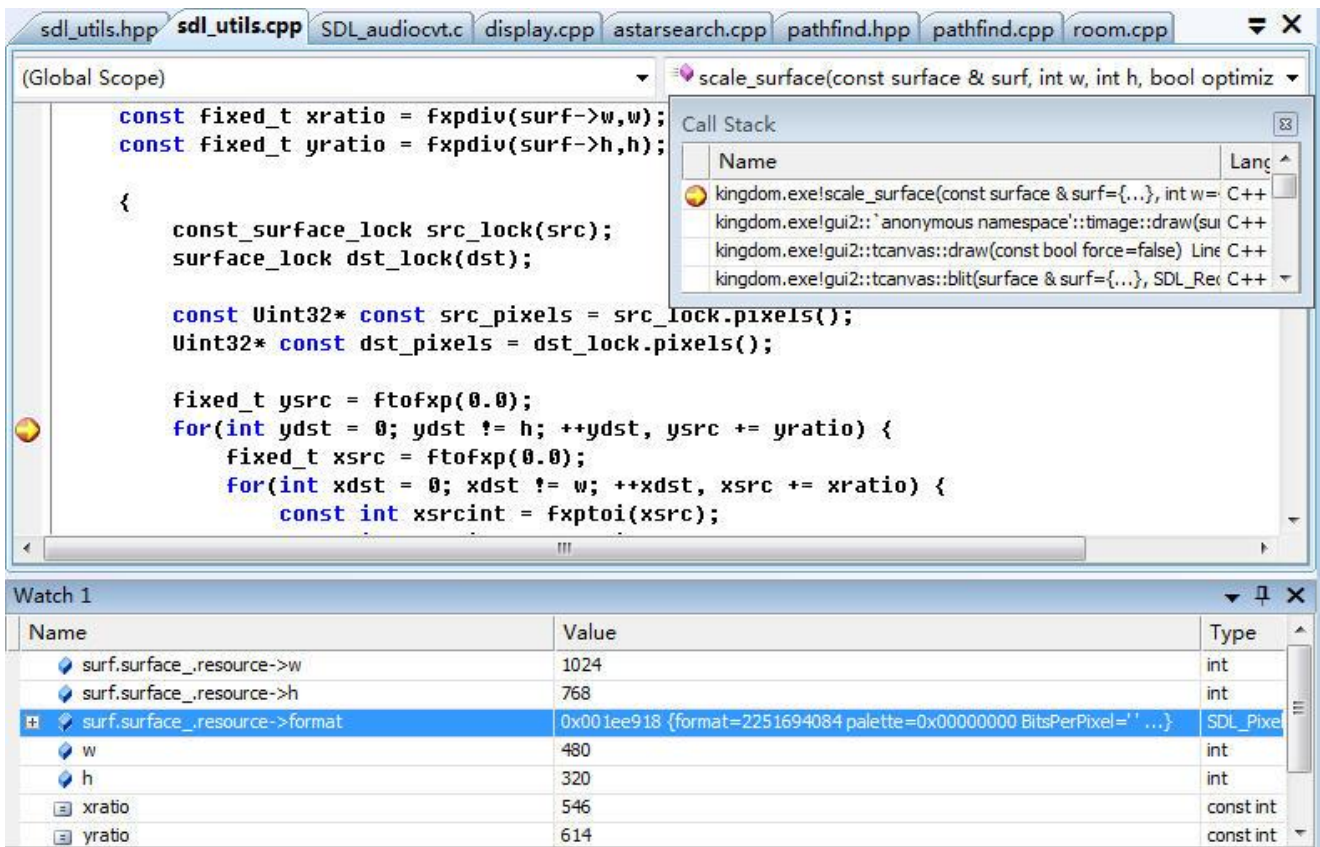 sdl_utils.hpp sdl_utils.cpp SDL_audiocvt.c display.cpp astarsearch.cpp pathfind.hpp pathfind.cpp room.cpp
(Global Scope) scale_surface(const surface & surf, int w, int h, bool optimiz
const fixed_t xratio = fxpdiv(surf->w,w);
const fixed_t yratio = fxpdiv(surf->h,h);
{
const_surface_lock src_lock(src);
surface_lock dst_lock(dst);
const Uint32* const src_pixels = src_lock.pixels();
Uint32* const dst_pixels = dst_lock.pixels();
fixed_t ysrc = ftofxp(0.0);
for(int ydst = 0; ydst != h; ++ydst, ysrc += yratio) {
fixed_t xsrc = ftofxp(0.0);
for(int xdst = 0; xdst != w; ++xdst, xsrc += xratio) {
const int xsrcint = fxptoi(xsrc);
Call Stack
Name Lang
kingdom.exe!scale_surface(const surface & surf={...}, int w= C++
kingdom.exe!gui2::`anonymous namespace'::timage::draw(sur C++
kingdom.exe!gui2::tcanvas::draw(const bool force=false) Line C++
kingdom.exe!gui2::tcanvas::blit(surface & surf={...}, SDL_Rec C++
Watch 1
Name Value Type
surf.surface_.resource->w 1024 int
surf.surface_.resource->h 768 int
surf.surface_.resource->format 0x001ee918 {format=2251694084 palette=0x00000000 BitsPerPixel=' ' ...} SDL_Pixel
w 480 int
h 320 int
xratio 546 const int
yratio 614 const int